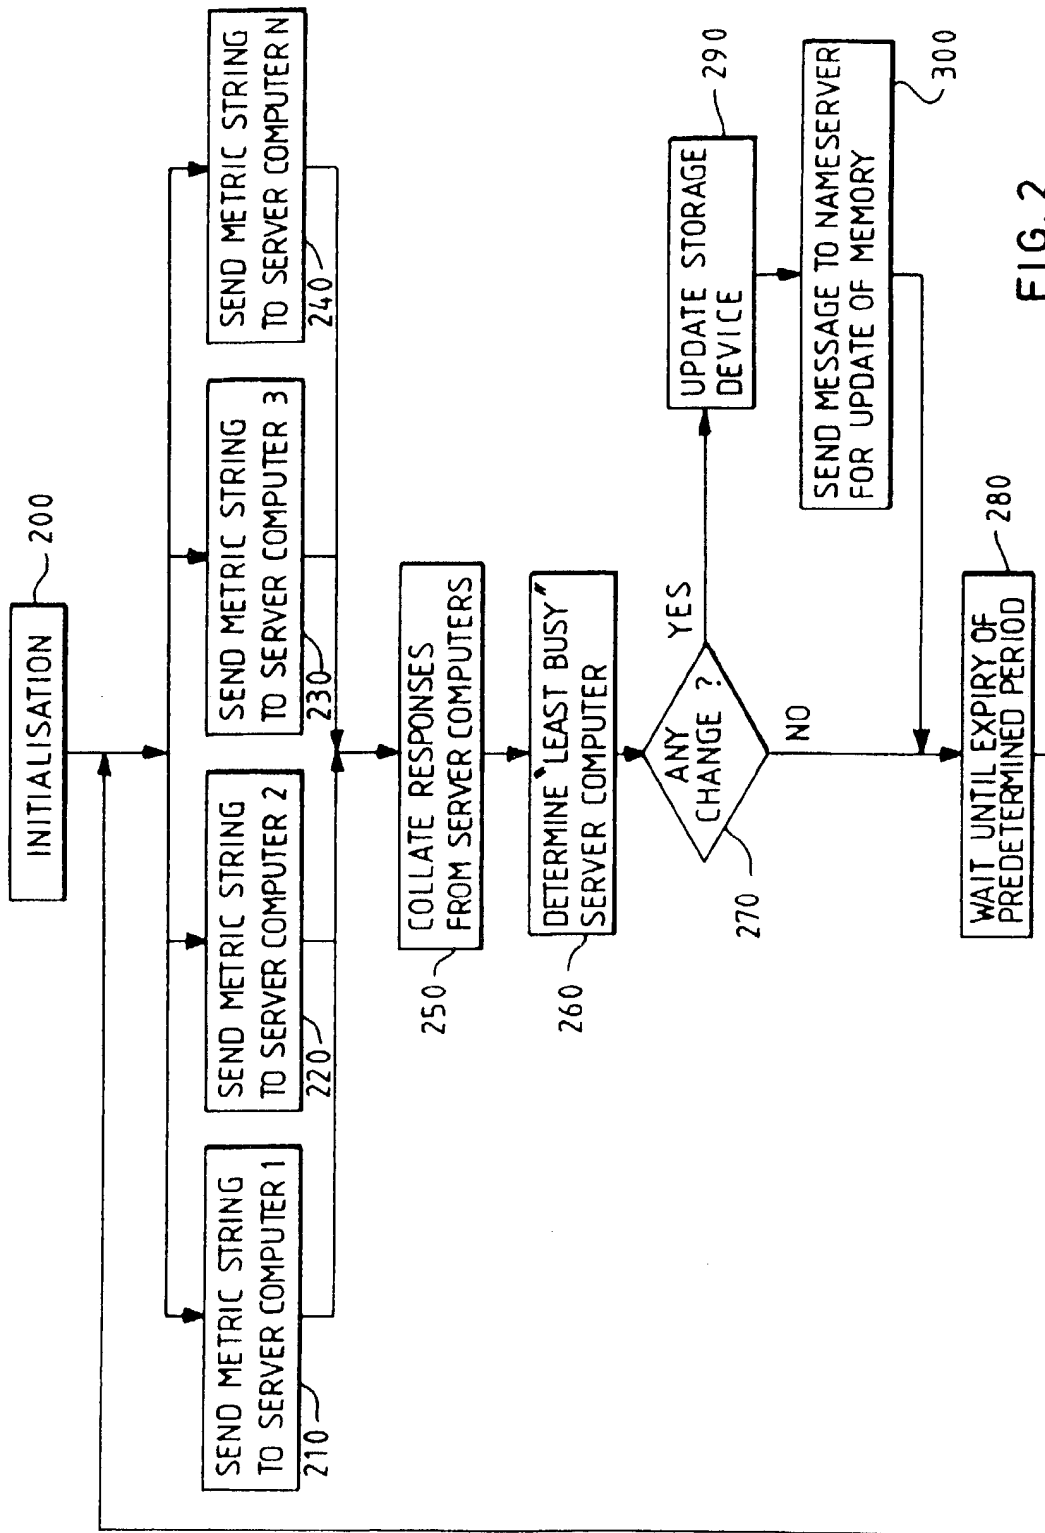 INITIALISATION
200
SEND METRIC STRING
TO SERVER COMPUTER 1
210
SEND METRIC STRING
TO SERVER COMPUTER 2
220
SEND METRIC STRING
TO SERVER COMPUTER 3
230
SEND METRIC STRING
TO SERVER COMPUTER N
240
COLLATE RESPONSES
FROM SERVER COMPUTERS
250
DETERMINE "LEAST BUSY"
SERVER COMPUTER
260
ANY
CHANGE ?
270
YES
NO
UPDATE STORAGE
DEVICE
290
SEND MESSAGE TO NAMESERVER
FOR UPDATE OF MEMORY
300
WAIT UNTIL EXPIRY OF
PREDETERMINED PERIOD
280
FIG. 2